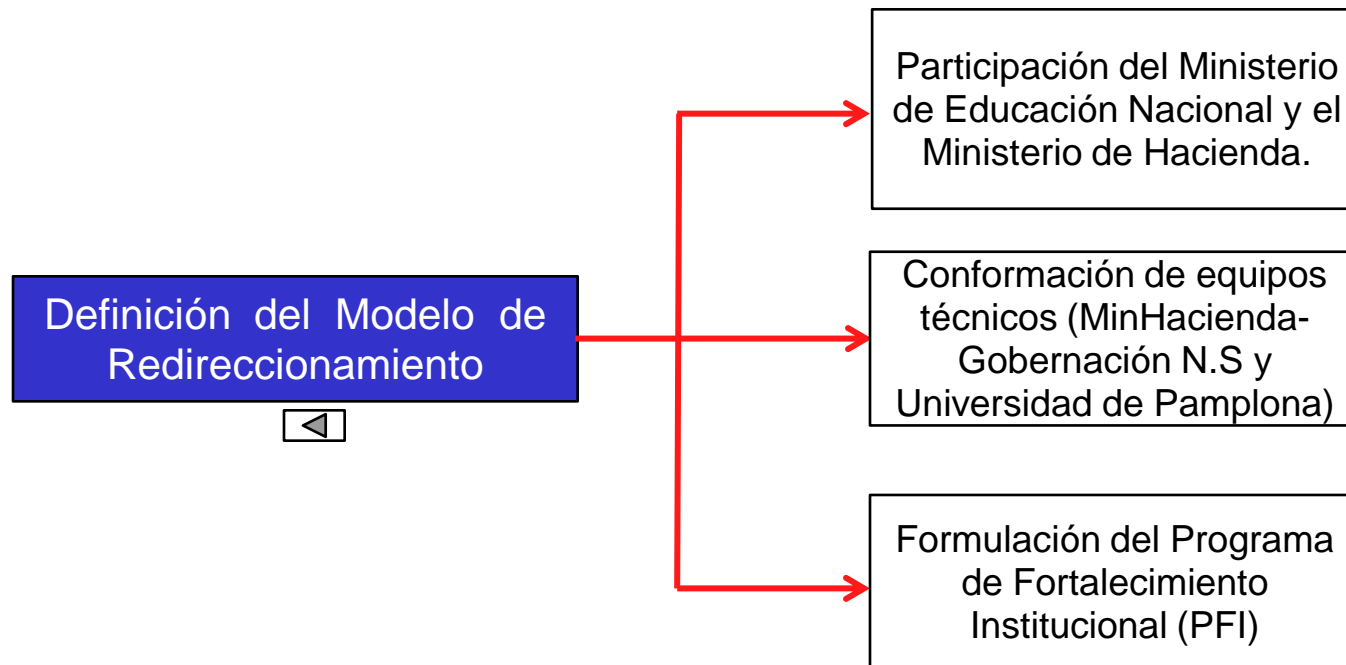 Definición del Modelo de
Redireccionamiento
Participación del Ministerio
de Educación Nacional y el
Ministerio de Hacienda.
Conformación de equipos
técnicos (MinHacienda-
Gobernación N.S y
Universidad de Pamplona)
Formulación del Programa
de Fortalecimiento
Institucional (PFI)